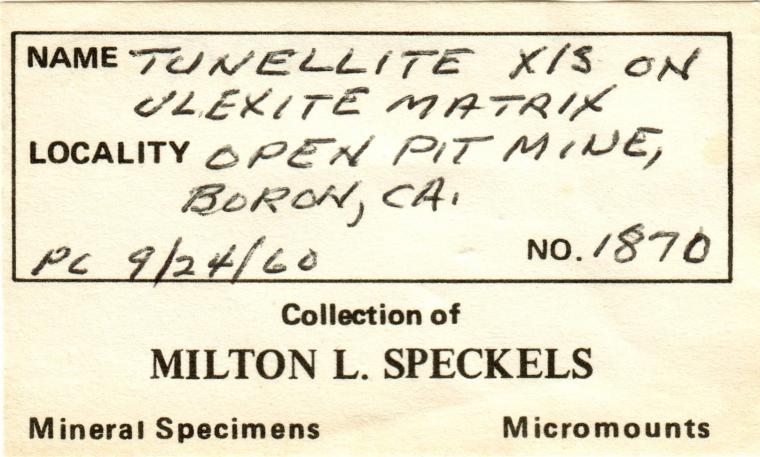 NAME TUNELLITE X/S ON
ULEXITE MATRIX
LOCALITY OPEN PIT MINE,
BORON, CA.
PC 9/24/60 NO. 1870
Collection of
MILTON L. SPECKELS
Mineral Specimens Micromounts